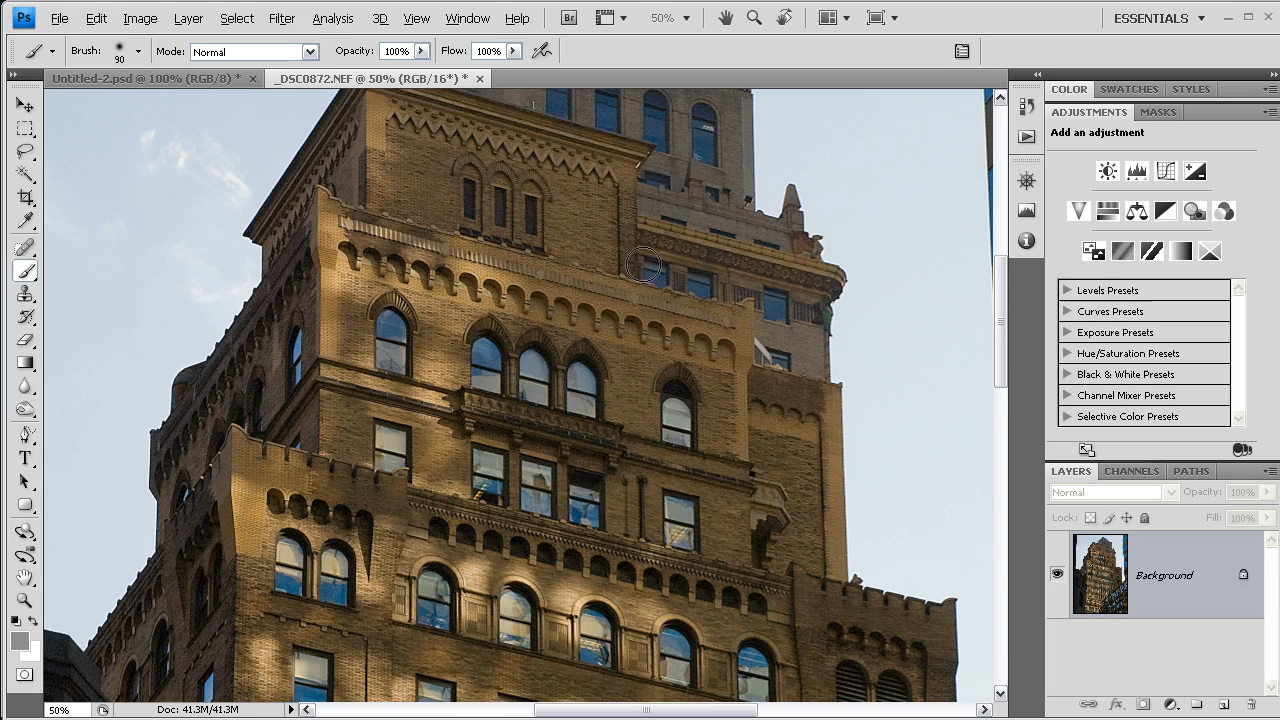 Ps File Edit Image Layer Select Filter Analysis 3D View Window Help Br 50% ESSENTIALS
Brush: 90 Mode: Normal Opacity: 100% Flow: 100%
Untitled-2.psd @ 100% (RGB/8) * _DSC0872.NEF @ 50% (RGB/16*) *
COLOR SWATCHES STYLES
ADJUSTMENTS MASKS
Add an adjustment
Levels Presets
Curves Presets
Exposure Presets
Hue/Saturation Presets
Black & White Presets
Channel Mixer Presets
Selective Color Presets
LAYERS CHANNELS PATHS
Normal Opacity: 100%
Lock: Fill: 100%
Background
T
fx
50% Doc: 41.3M/41.3M